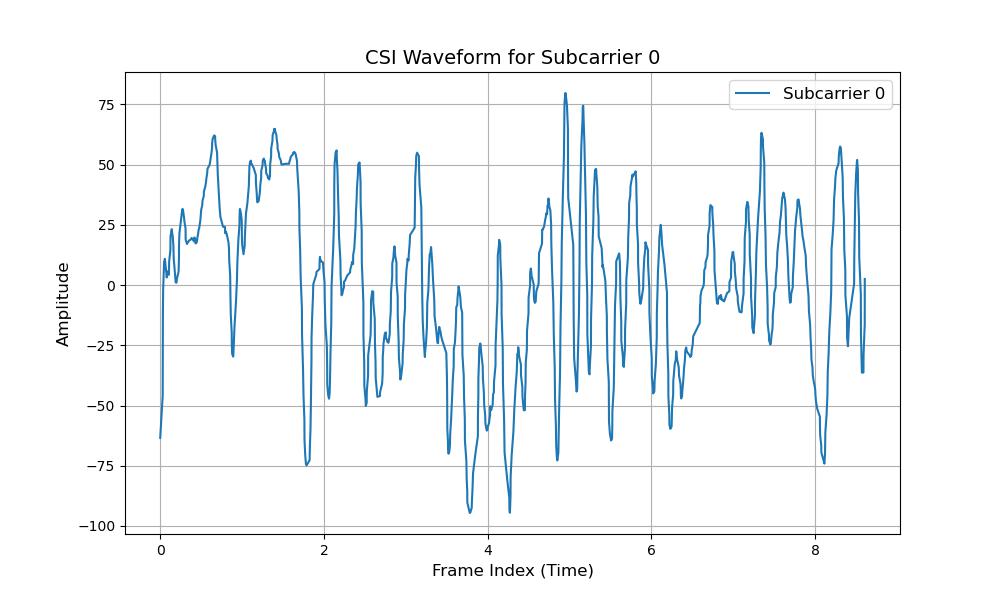 CSI Waveform for Subcarrier 0
Subcarrier 0
Amplitude
75
50
25
0
−25
−50
−75
−100
0 2 4 6 8
Frame Index (Time)